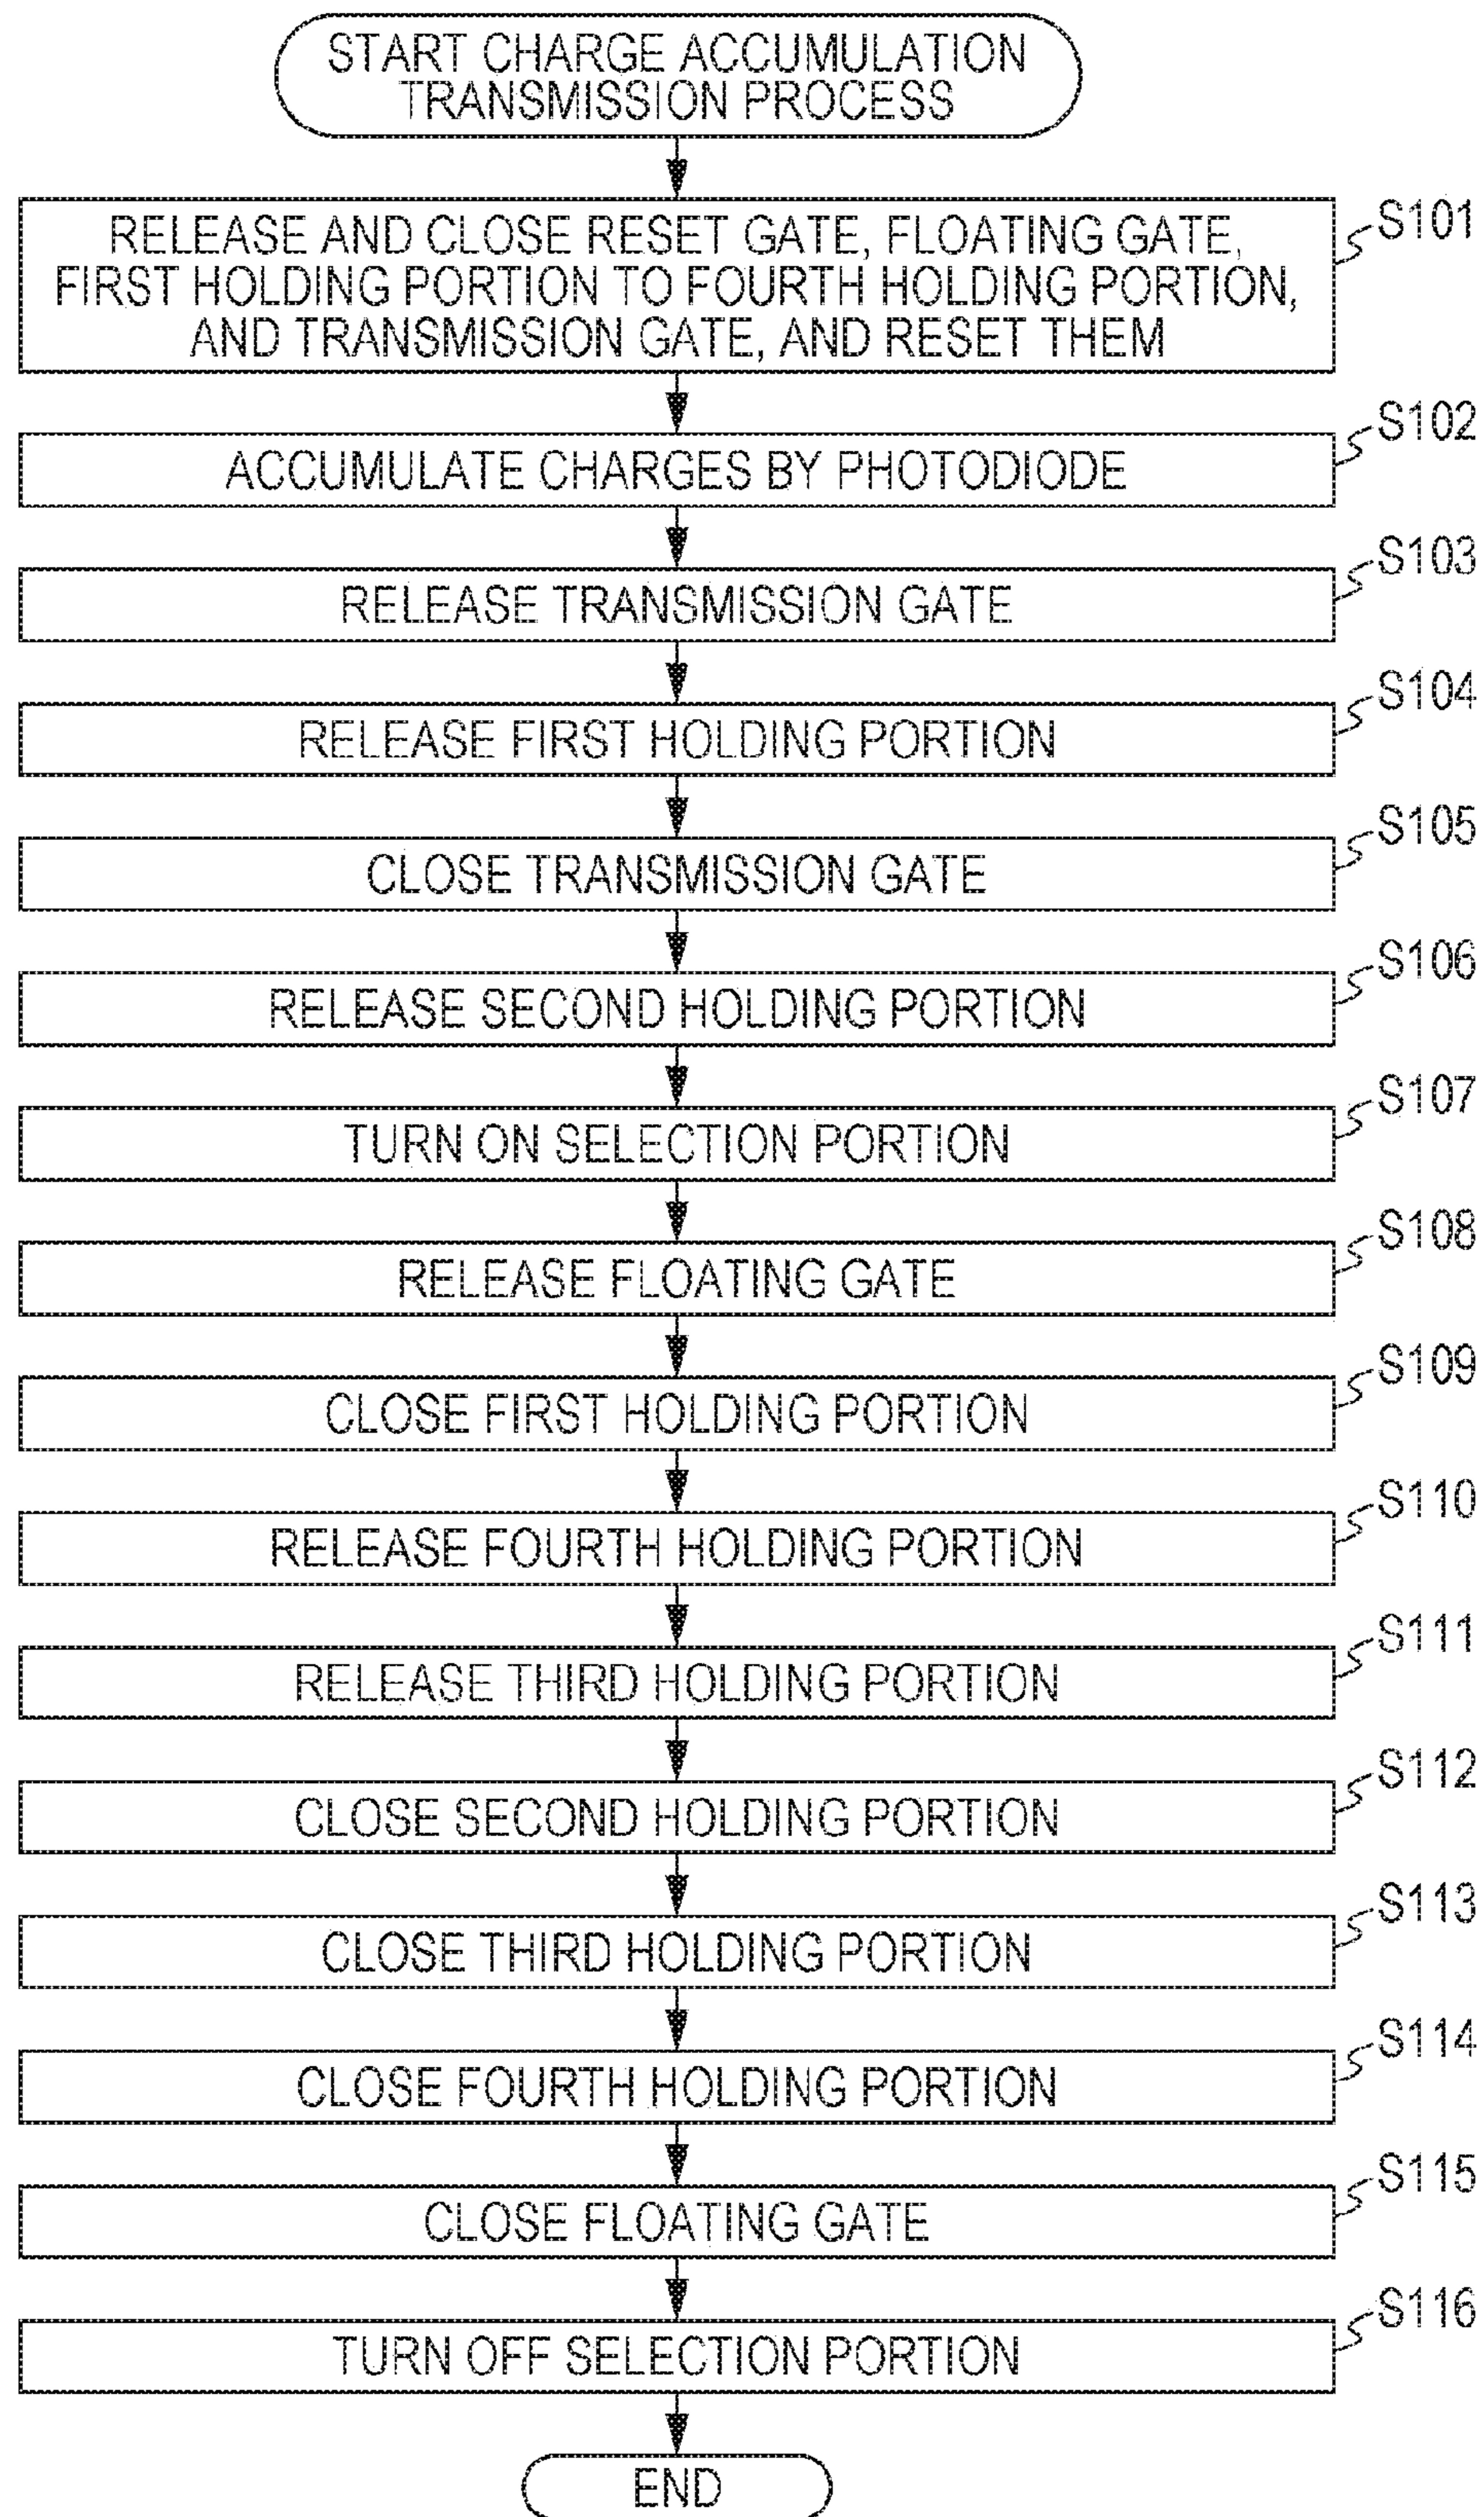 START CHARGE ACCUMULATION
TRANSMISSION PROCESS
RELEASE AND CLOSE RESET GATE, FLOATING GATE,
FIRST HOLDING PORTION TO FOURTH HOLDING PORTION,
AND TRANSMISSION GATE, AND RESET THEM
S101
ACCUMULATE CHARGES BY PHOTODIODE
S102
RELEASE TRANSMISSION GATE
S103
RELEASE FIRST HOLDING PORTION
S104
CLOSE TRANSMISSION GATE
S105
RELEASE SECOND HOLDING PORTION
S106
TURN ON SELECTION PORTION
S107
RELEASE FLOATING GATE
S108
CLOSE FIRST HOLDING PORTION
S109
RELEASE FOURTH HOLDING PORTION
S110
RELEASE THIRD HOLDING PORTION
S111
CLOSE SECOND HOLDING PORTION
S112
CLOSE THIRD HOLDING PORTION
S113
CLOSE FOURTH HOLDING PORTION
S114
CLOSE FLOATING GATE
S115
TURN OFF SELECTION PORTION
S116
END